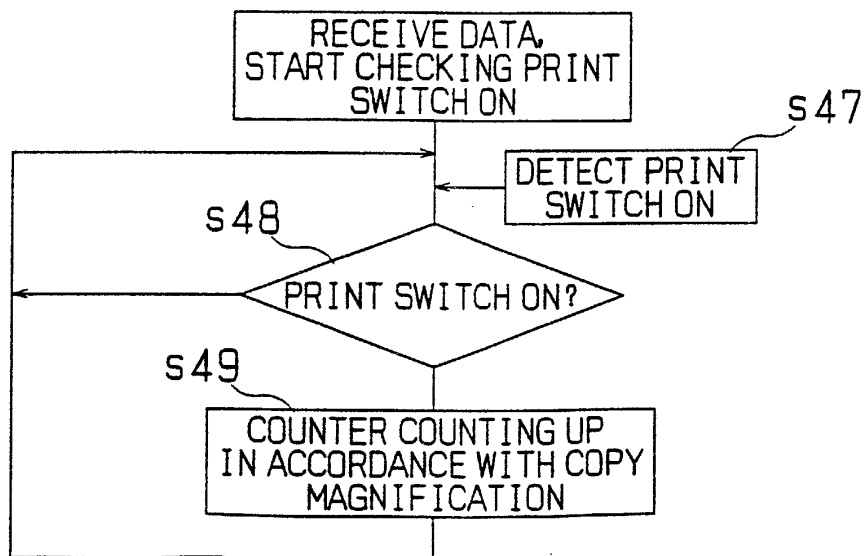 RECEIVE DATA,
START CHECKING PRINT
SWITCH ON
s47
DETECT PRINT
SWITCH ON
s48
PRINT SWITCH ON?
s49
COUNTER COUNTING UP
IN ACCORDANCE WITH COPY
MAGNIFICATION